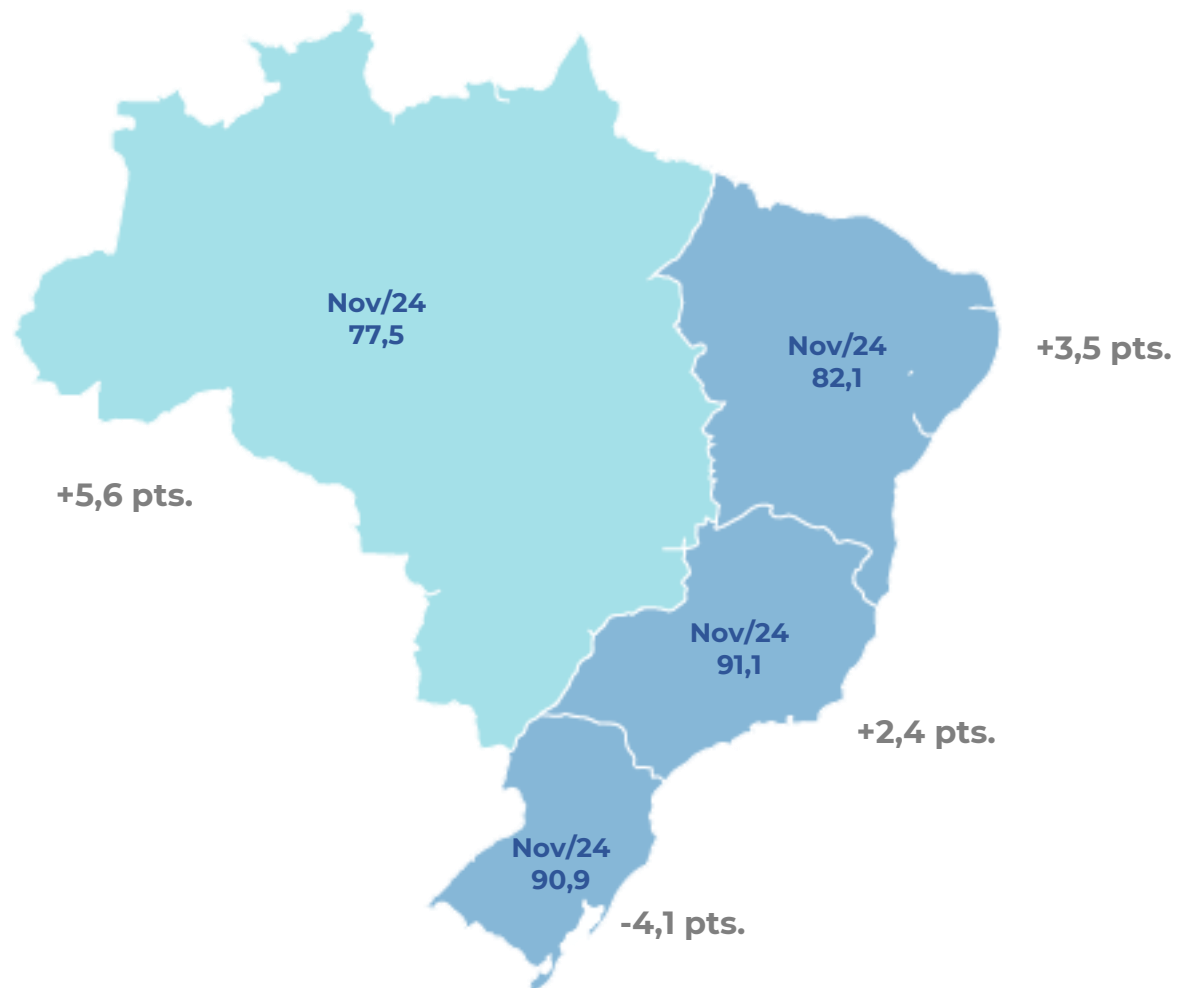 Nov/24
77,5
Nov/24
82,1
+3,5 pts.
+5,6 pts.
Nov/24
91,1
+2,4 pts.
Nov/24
90,9
-4,1 pts.